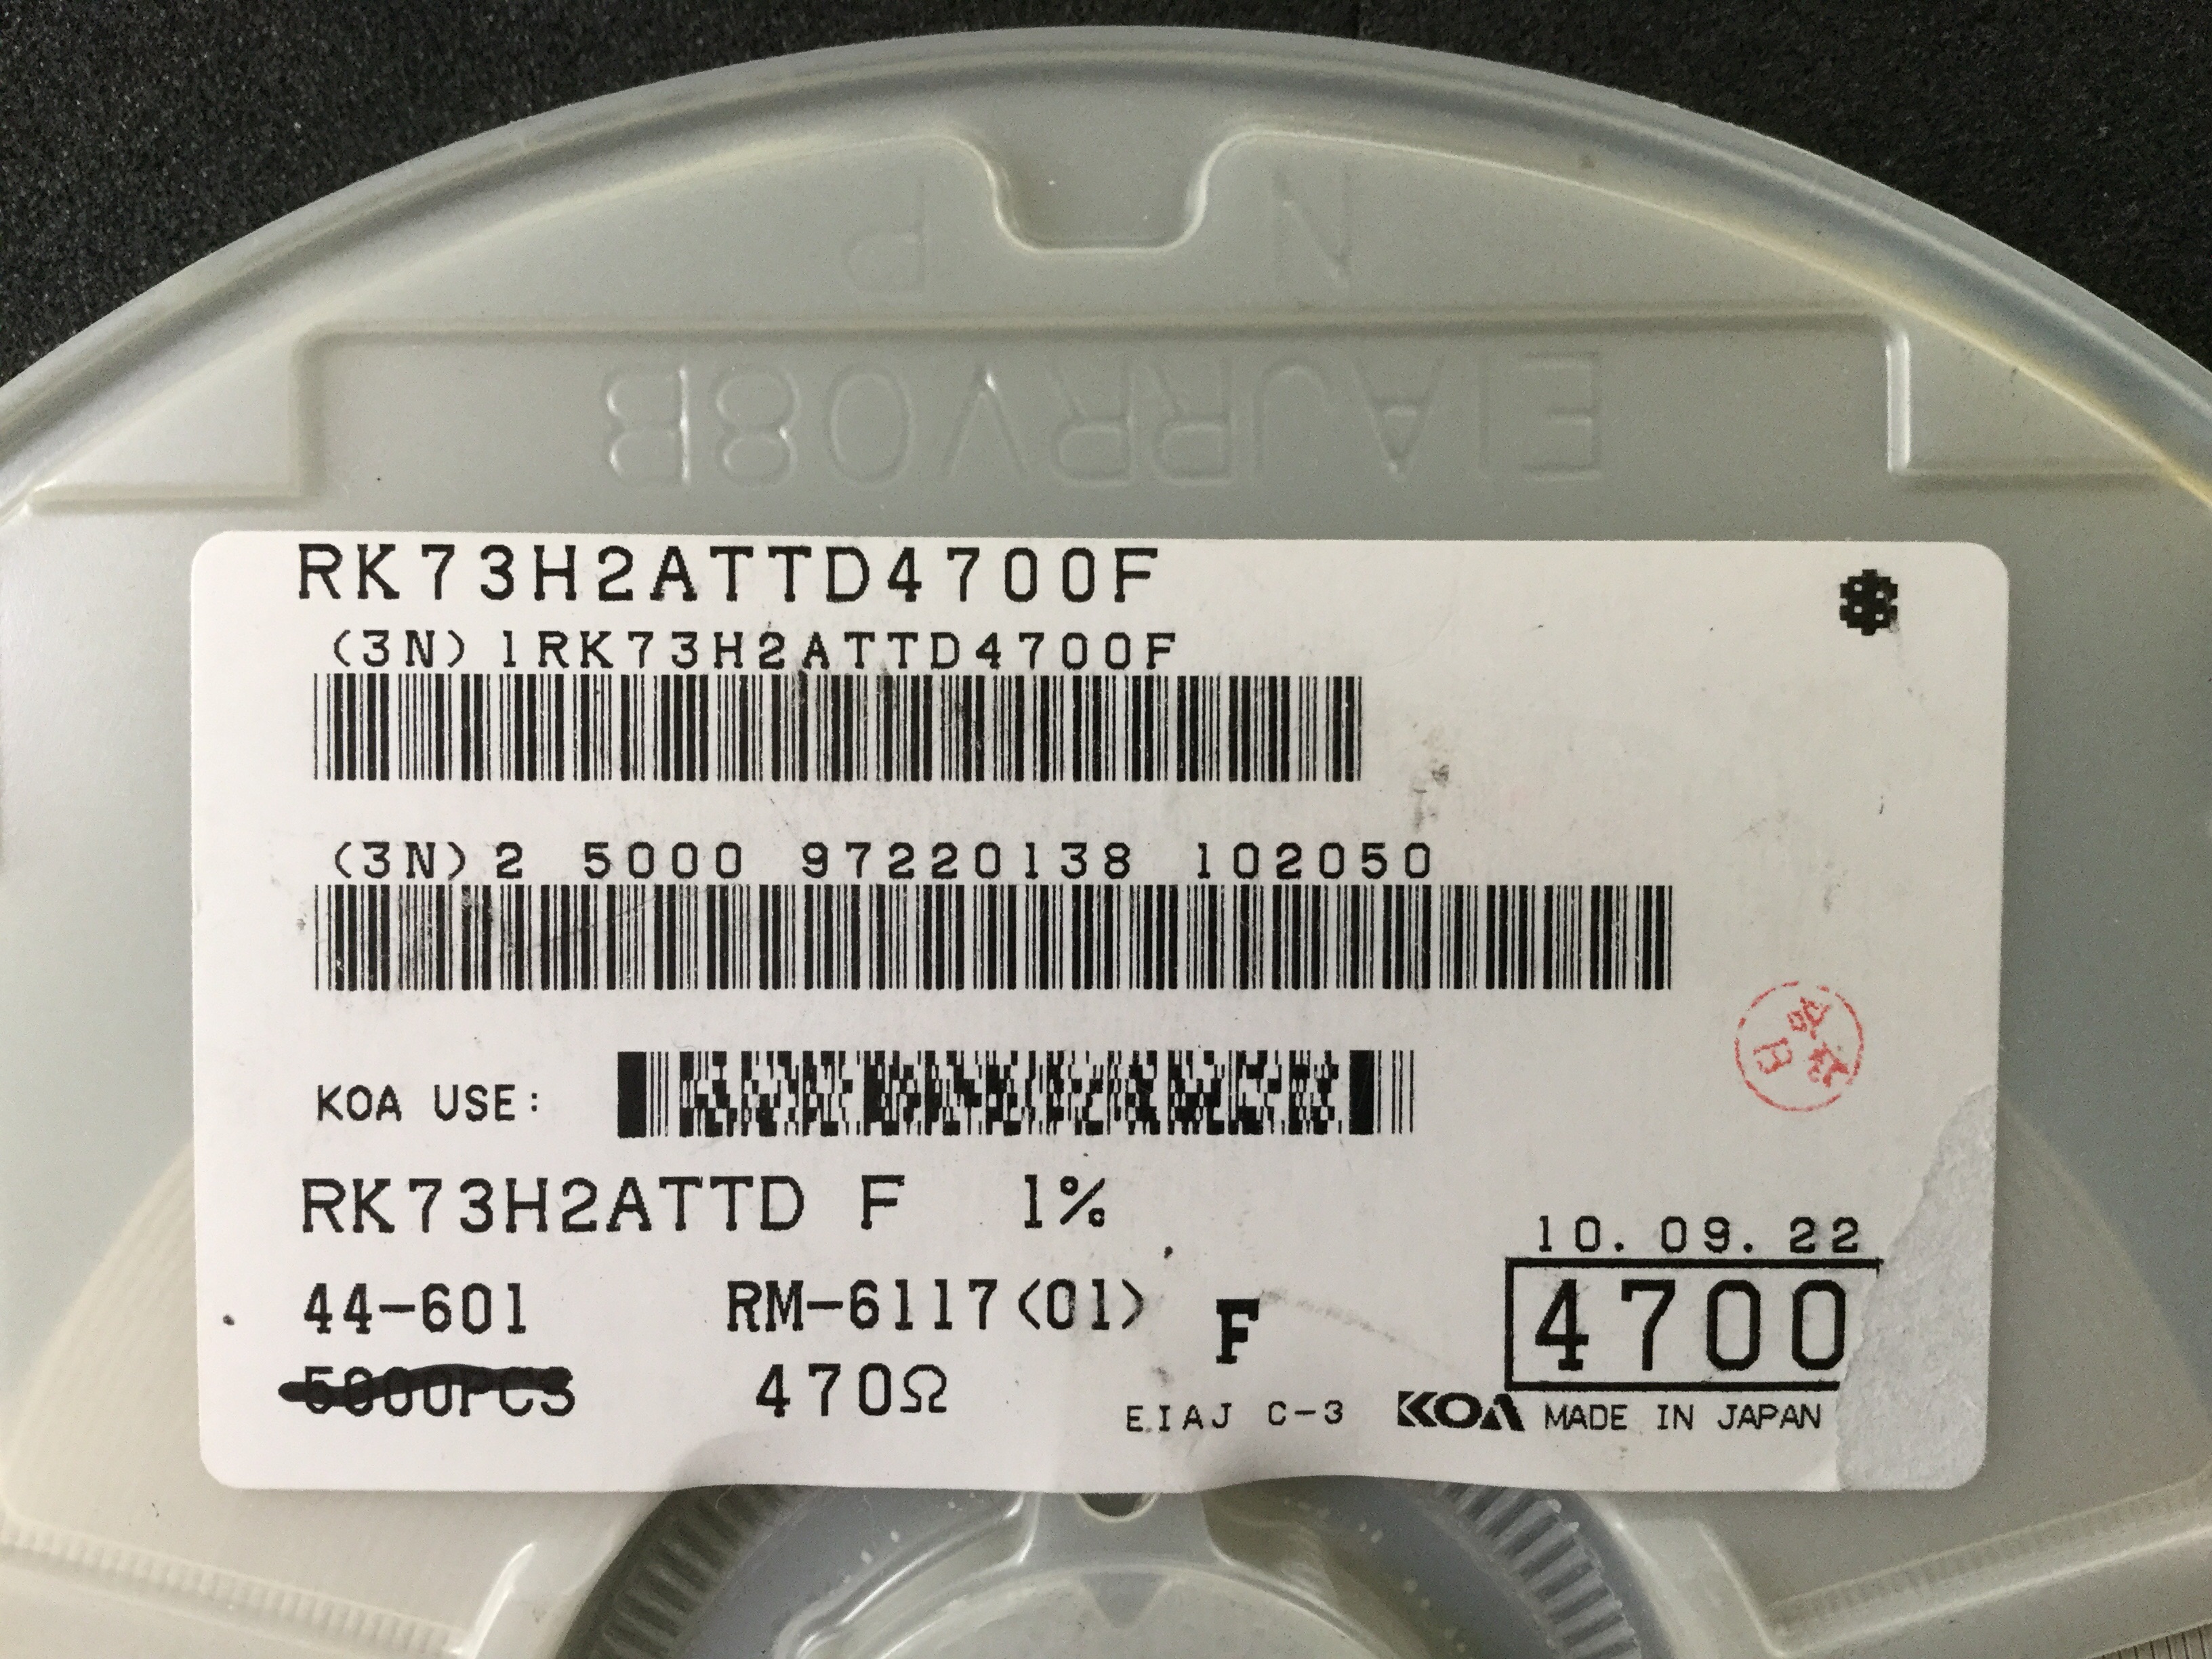 N P
EIAJRRV08B
RK73H2ATTD4700F
(3N) 1RK73H2ATTD4700F
(3N) 2 5000 97220138 102050
KOA USE:
RK73H2ATTD F 1%
10.09.22
44-601 RM-6117(01) F 4700
5000PCS 470Ω
EIAJ C-3 KOA MADE IN JAPAN